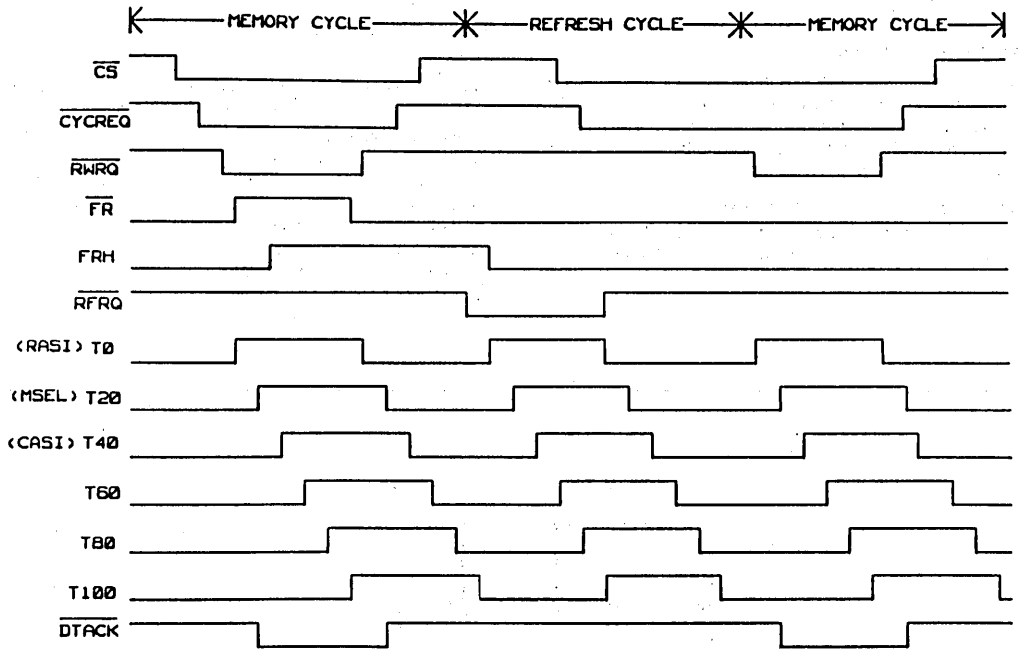 MEMORY CYCLE REFRESH CYCLE MEMORY CYCLE
CS
CYCREQ
RWRQ
FR
FRH
RFRQ
(RASI) T0
(MSEL) T20
(CASI) T40
T60
T80
T100
DTACK